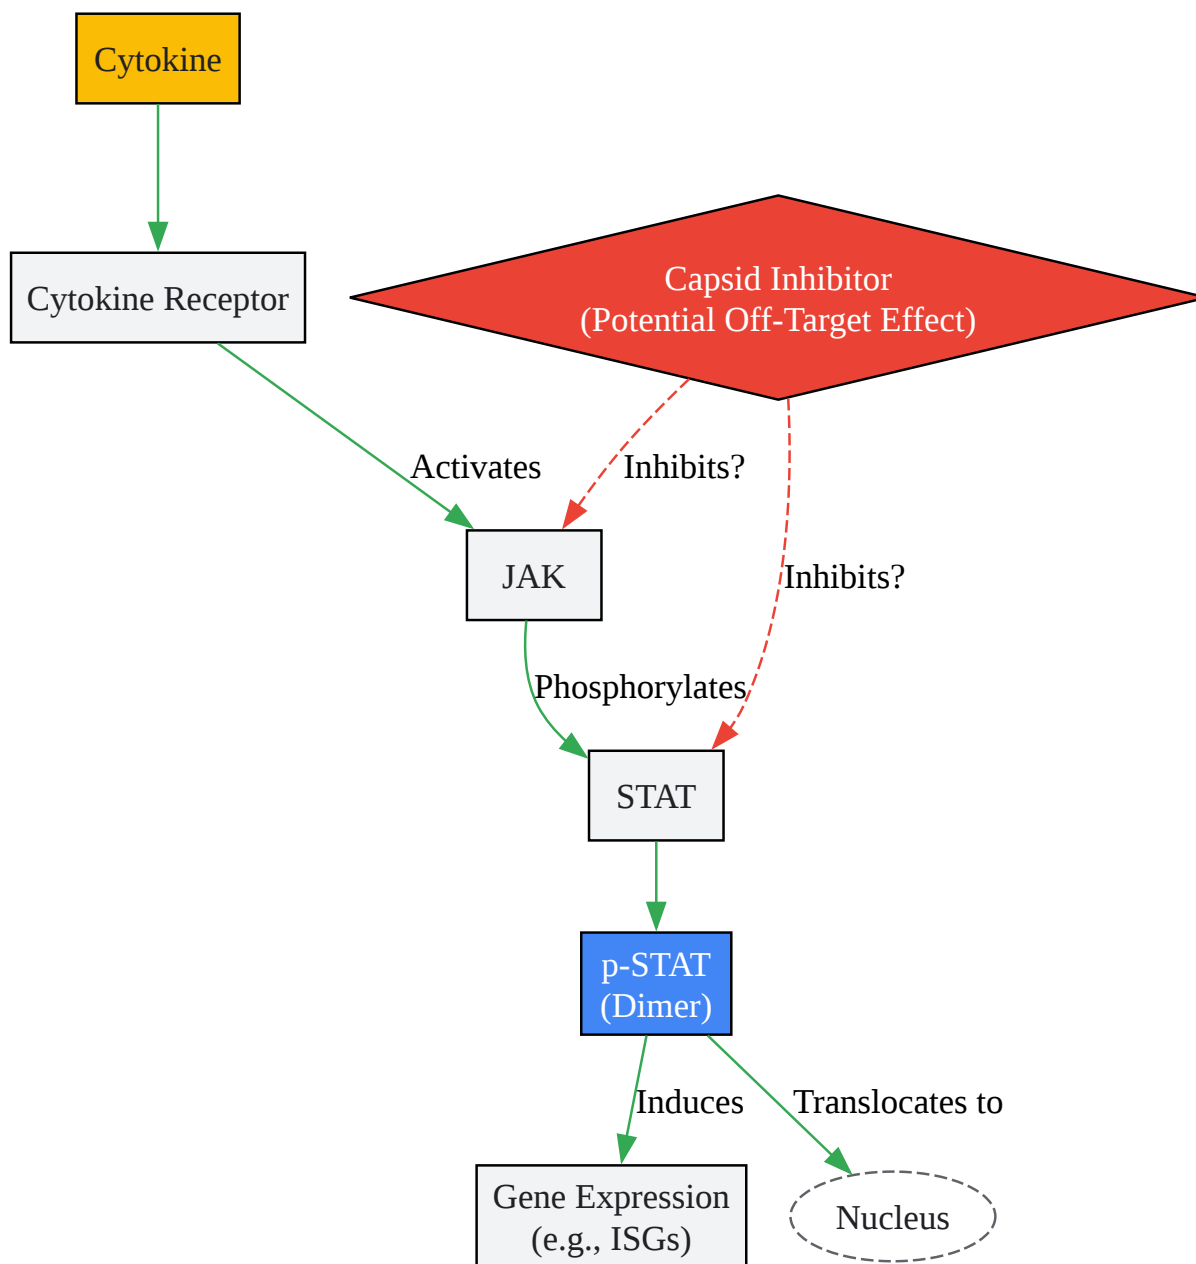 Cytokine
Cytokine Receptor
Capsid Inhibitor
(Potential Off-Target Effect)
Activates
Inhibits?
JAK
Inhibits?
Phosphorylates
STAT
p-STAT
(Dimer)
Induces
Translocates to
Gene Expression
(e.g., ISGs)
Nucleus